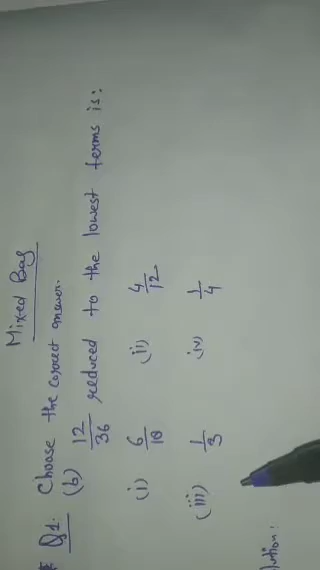 Mixed Bag
Q1. Choose the correct answer.
(b) 12/36 reduced to the lowest terms is:
(i) 6/18 (ii) 4/12
(iii) 1/3 (iv) 1/4